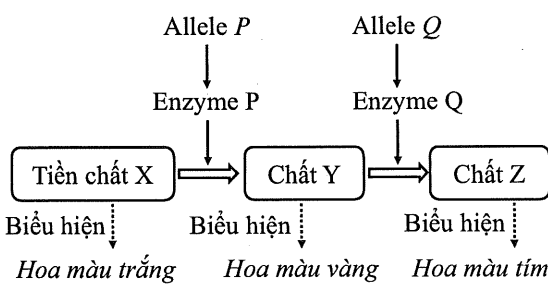 Allele P Allele Q
Enzyme P Enzyme Q
Tiền chất X Chất Y Chất Z
Biểu hiện Biểu hiện Biểu hiện
Hoa màu trắng Hoa màu vàng Hoa màu tím